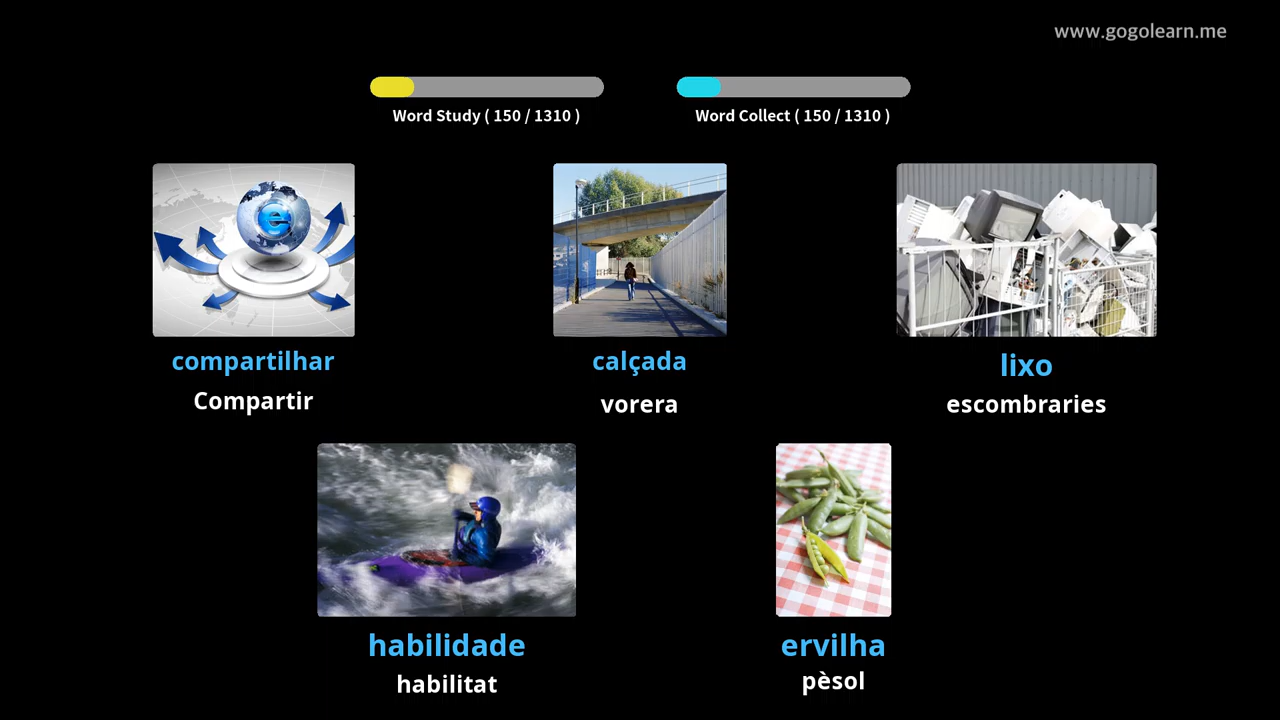 www.gogolearn.me
Word Study ( 150 / 1310 )
Word Collect ( 150 / 1310 )
e
compartilhar
Compartir
calçada
vorera
lixo
escombraries
habilidade
habilitat
ervilha
pèsol